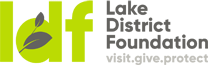 ldf
Lake
District
Foundation
visit.give.protect